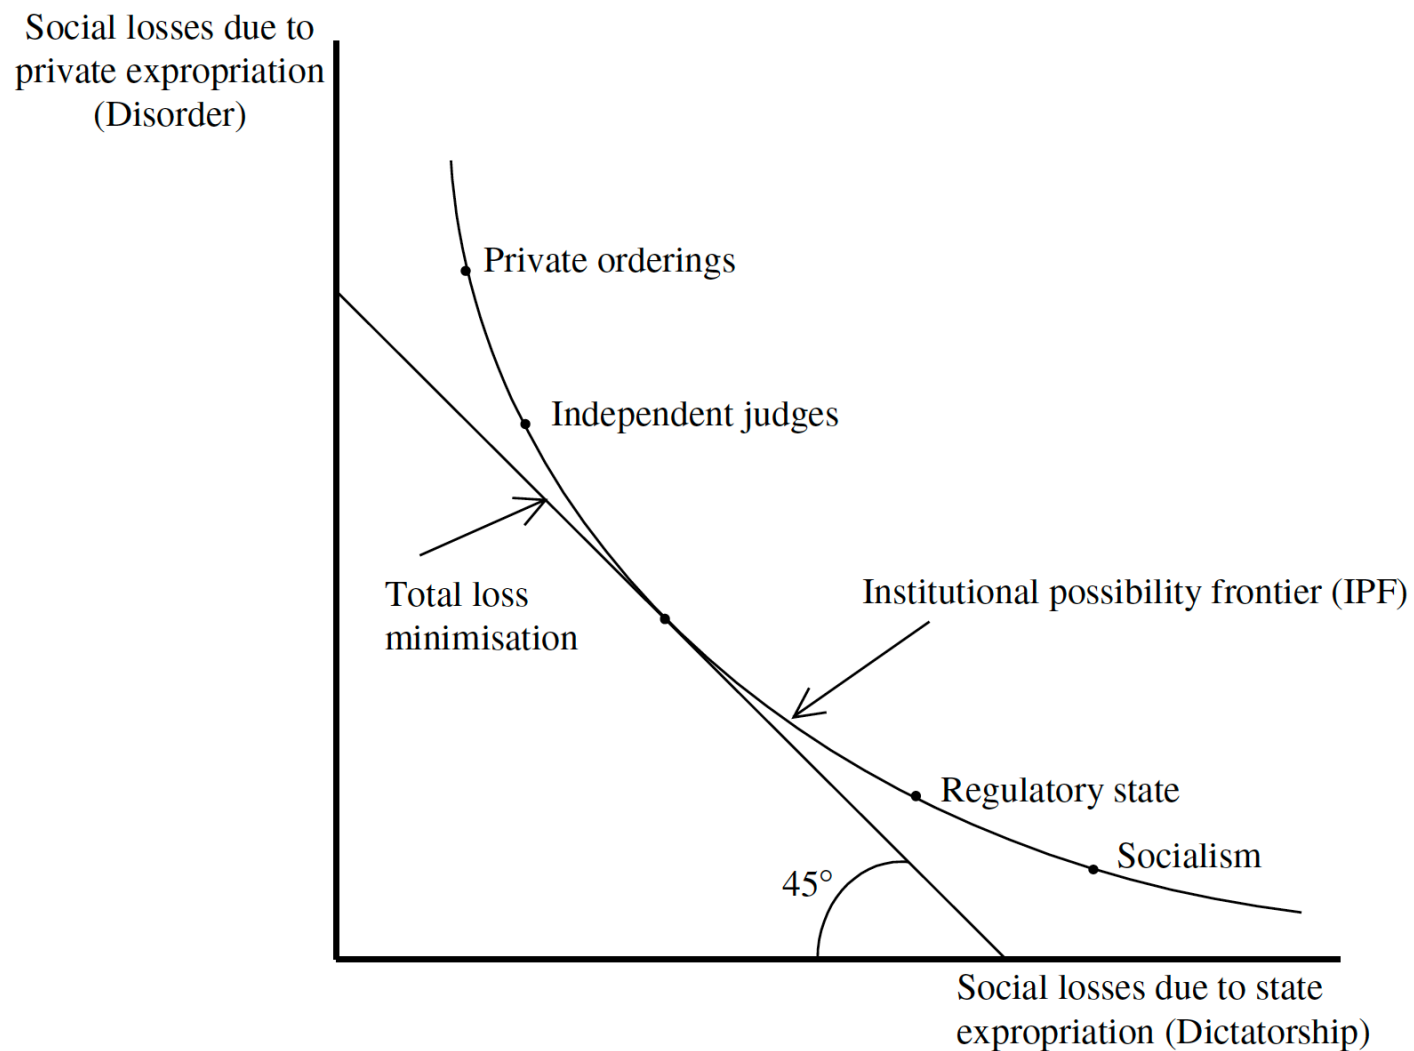 Social losses due to
private expropriation
(Disorder)
Private orderings
Independent judges
Total loss
minimisation
Institutional possibility frontier (IPF)
Regulatory state
Socialism
45°
Social losses due to state
expropriation (Dictatorship)